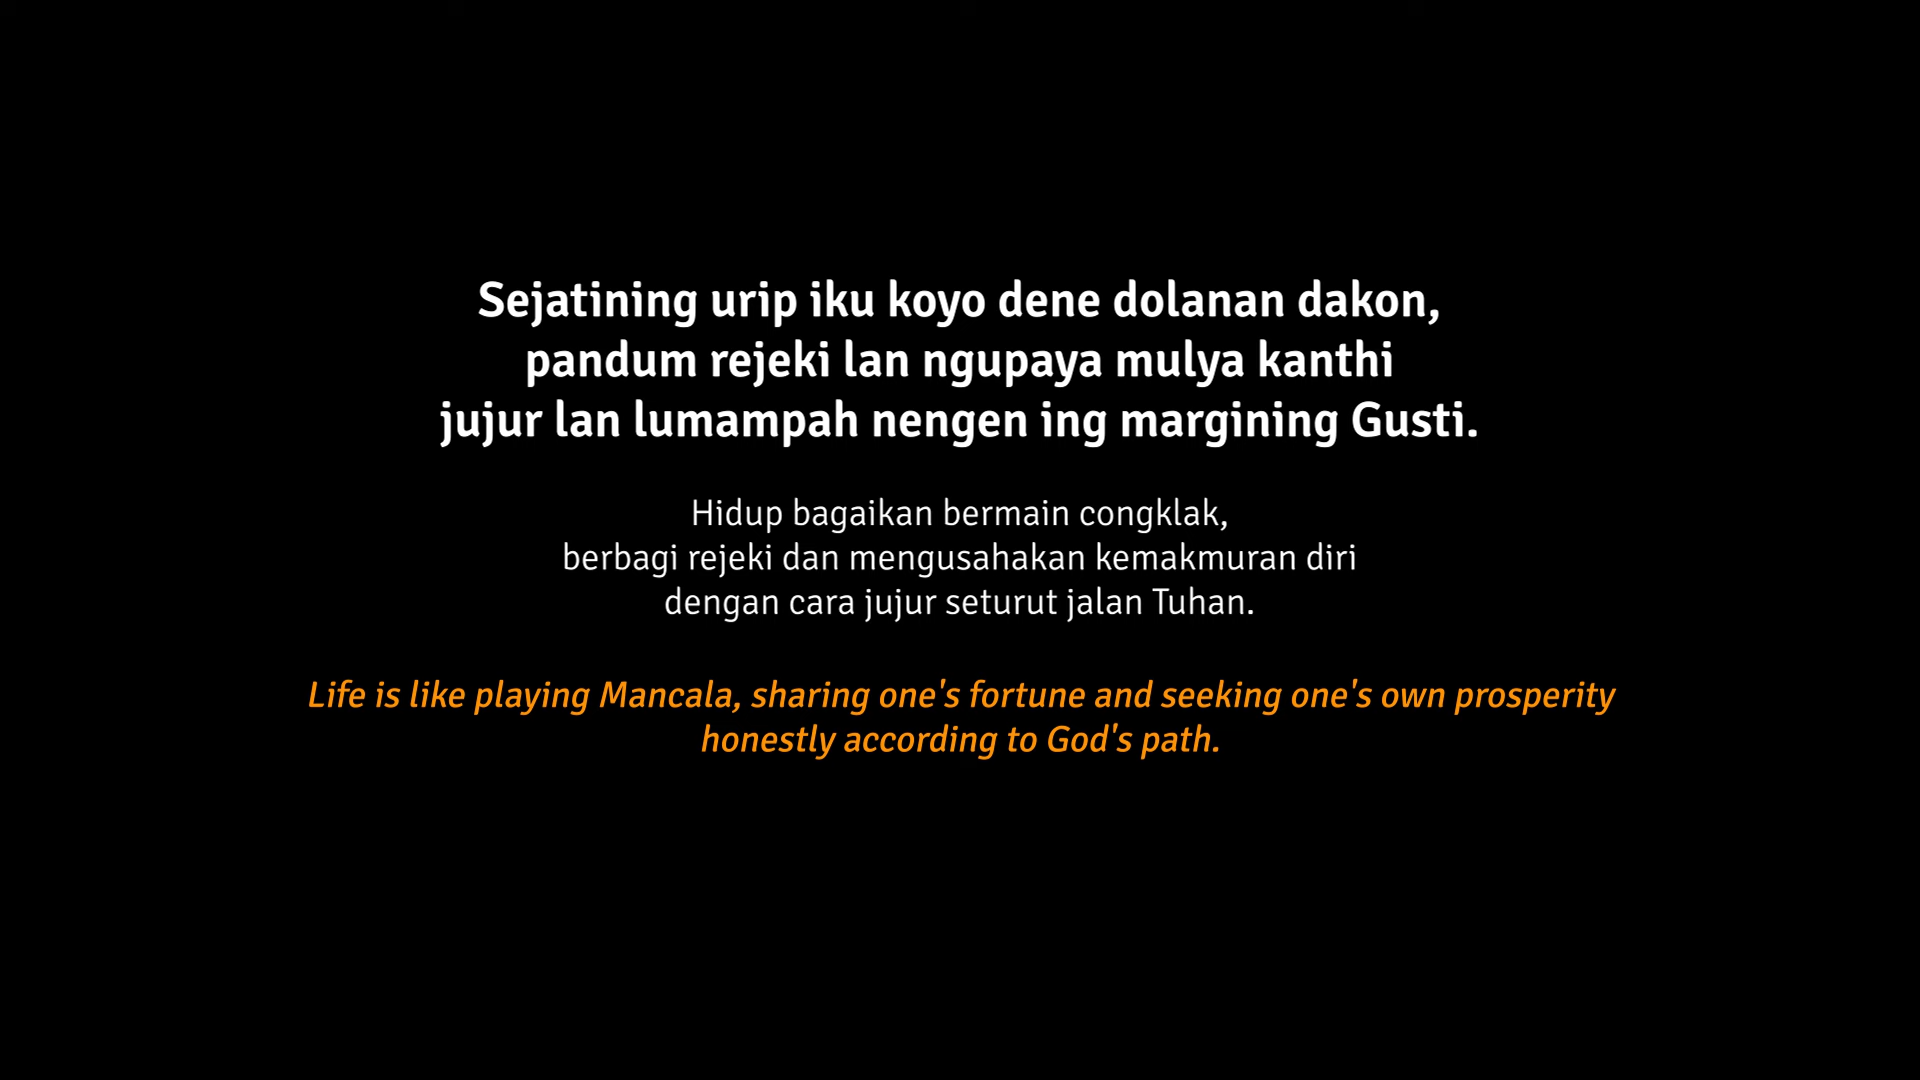 Sejatining urip iku koyo dene dolanan dakon,
pandum rejeki lan ngupaya mulya kanthi
jujur lan lumampah nengen ing margining Gusti.
Hidup bagaikan bermain congklak,
berbagi rejeki dan mengusahakan kemakmuran diri
dengan cara jujur seturut jalan Tuhan.
Life is like playing Mancala, sharing one's fortune and seeking one's own prosperity
honestly according to God's path.